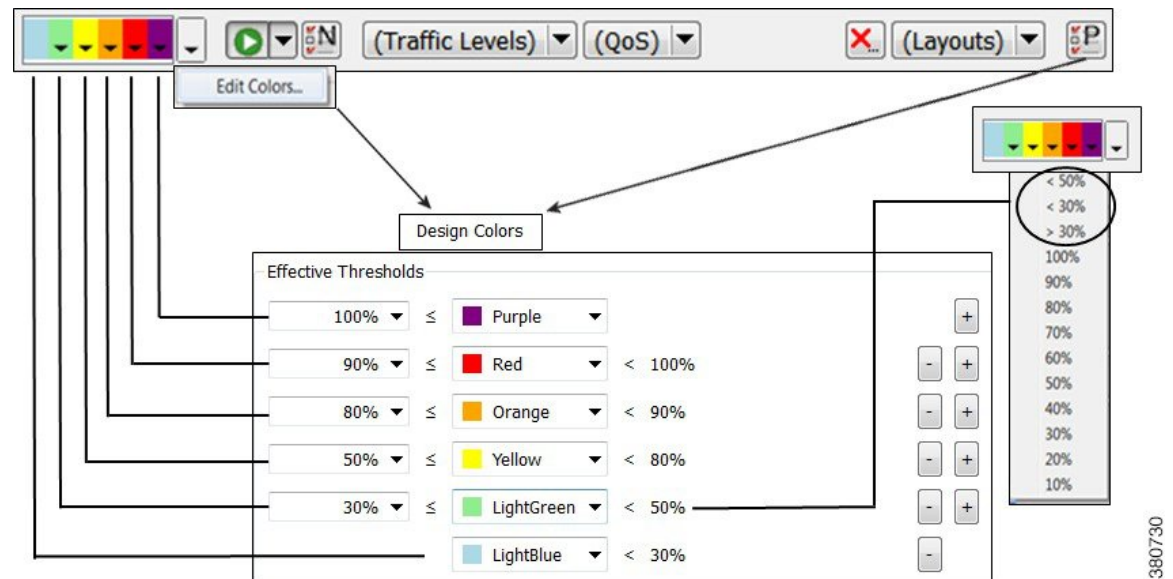 N (Traffic Levels) (QoS) X... (Layouts) P
Edit Colors...
< 50%
< 30%
> 30%
100%
90%
80%
70%
60%
50%
40%
30%
20%
10%
Design Colors
Effective Thresholds
100% ≤ Purple +
90% ≤ Red < 100% - +
80% ≤ Orange < 90% - +
50% ≤ Yellow < 80% - +
30% ≤ LightGreen < 50% - +
LightBlue < 30% -
380730